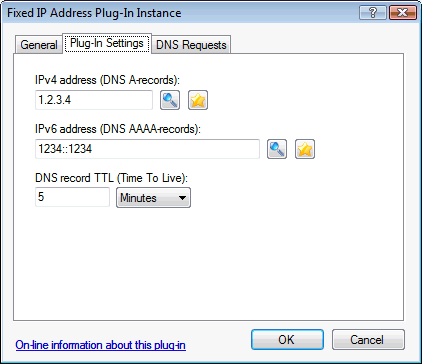 Fixed IP Address Plug-In Instance
General Plug-In Settings DNS Requests
IPv4 address (DNS A-records):
1.2.3.4
IPv6 address (DNS AAAA-records):
1234::1234
DNS record TTL (Time To Live):
5 Minutes
On-line information about this plug-in OK Cancel